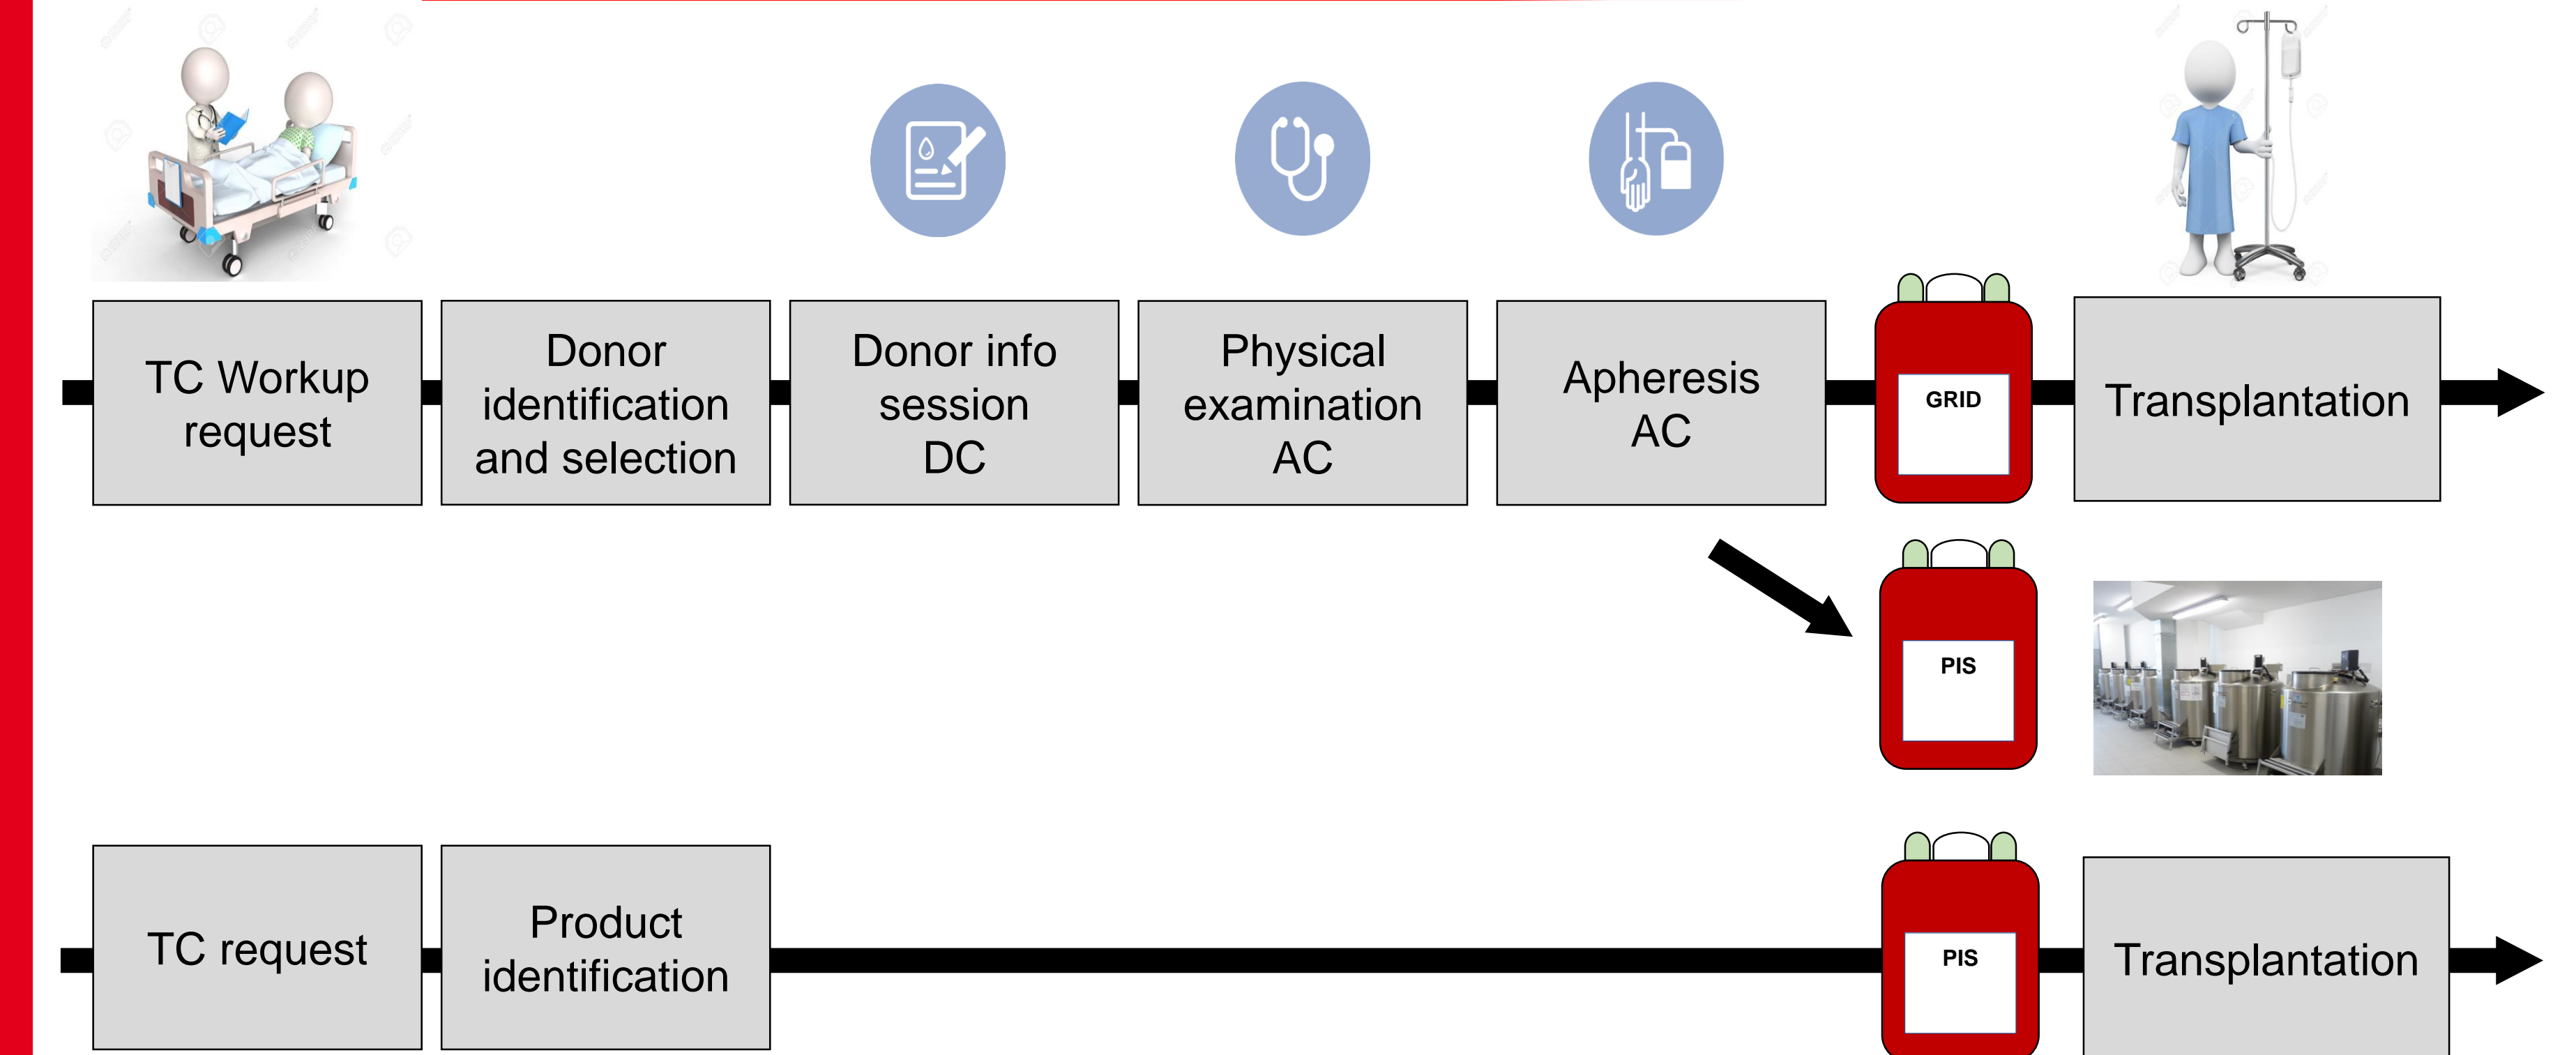 TC Workup
request
Donor
identification
and selection
Donor info
session
DC
Physical
examination
AC
Apheresis
AC
GRID
Transplantation
PIS
TC request
Product
identification
PIS
Transplantation